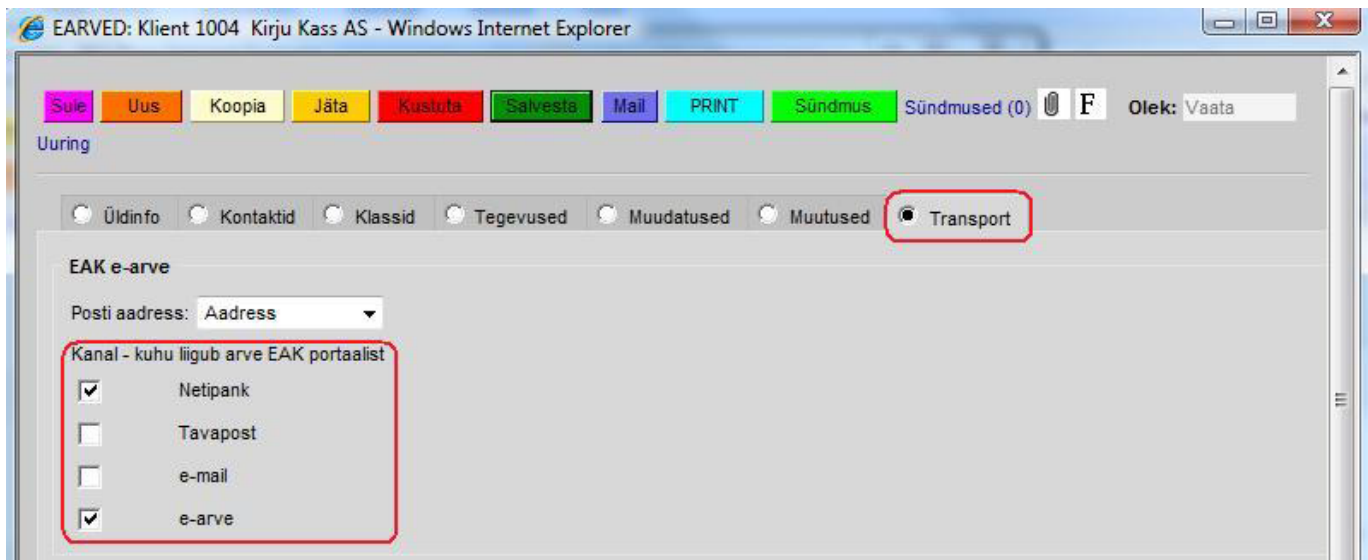 EARVED: Klient 1004 Kirju Kass AS - Windows Internet Explorer
Sule Uus Koopia Jäta Kustuta Salvesta Mail PRINT Sündmus Sündmused (0) F Olek: Vaata
Uuring
Üldinfo Kontaktid Klassid Tegevused Muudatused Muutused Transport
EAK e-arve
Posti aadress: Aadress
Kanal - kuhu liigub arve EAK portaalist
Netipank
Tavapost
e-mail
e-arve